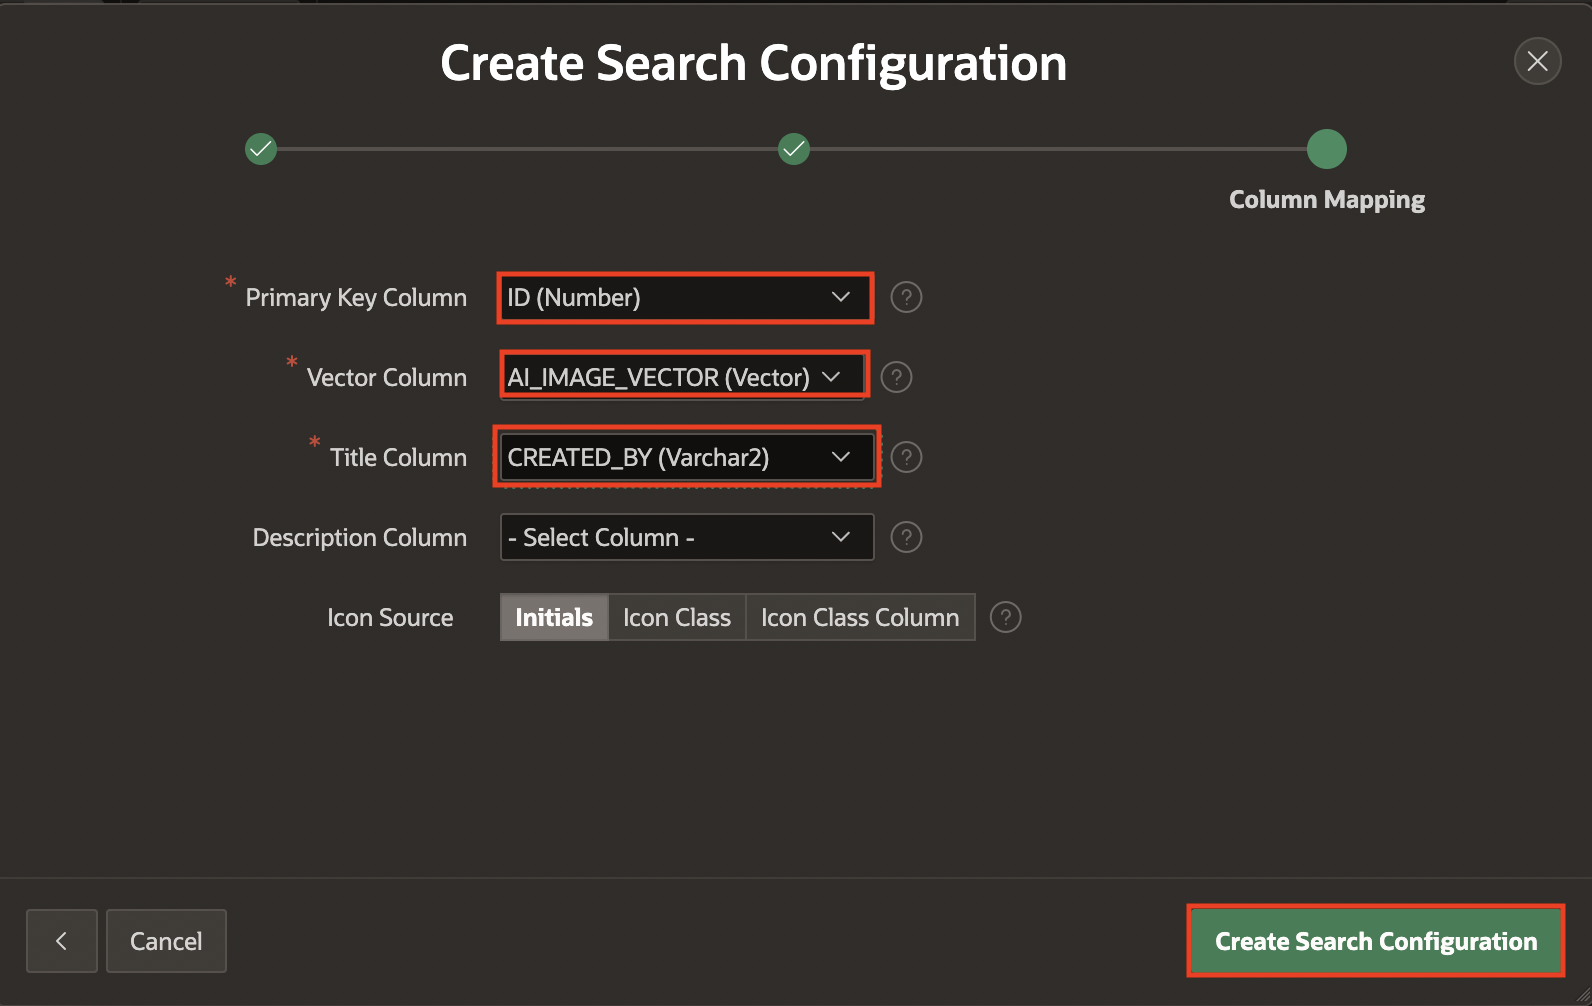 Create Search Configuration
Column Mapping
* Primary Key Column ID (Number) ?
* Vector Column AI_IMAGE_VECTOR (Vector) ?
* Title Column CREATED_BY (Varchar2) ?
Description Column - Select Column - ?
Icon Source Initials Icon Class Icon Class Column ?
Cancel Create Search Configuration